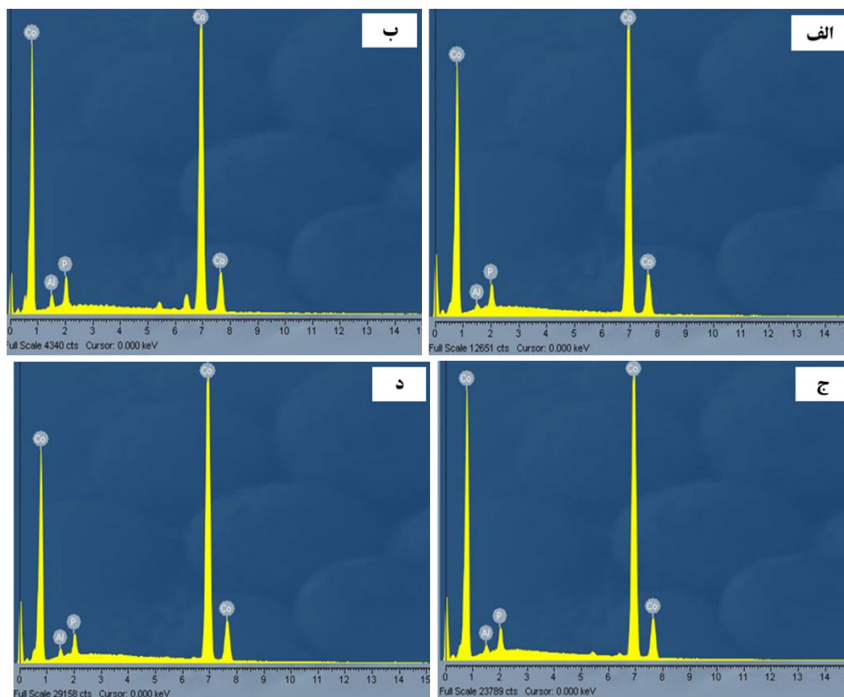 الف
Co
Co
Co
Al
P
0 1 2 3 4 5 6 7 8 9 10 11 12 13 14
Full Scale 12651 cts Cursor: 0.000 keV
ب
Co
Co
Co
Al
P
0 1 2 3 4 5 6 7 8 9 10 11 12 13 14 15
Full Scale 4340 cts Cursor: 0.000 keV
ج
Co
Co
Co
Al
P
0 1 2 3 4 5 6 7 8 9 10 11 12 13 14
Full Scale 23789 cts Cursor: 0.000 keV
د
Co
Co
Co
Al
P
0 1 2 3 4 5 6 7 8 9 10 11 12 13 14 15
Full Scale 29158 cts Cursor: 0.000 keV